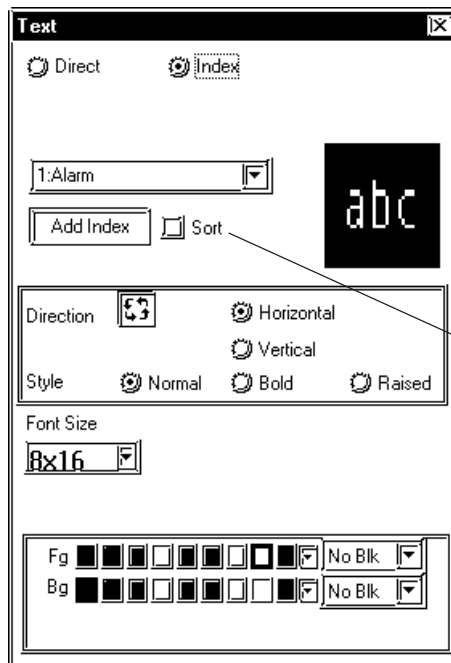 Text
Direct Index
1:Alarm
abc
Add Index Sort
Direction Horizontal
Vertical
Style Normal Bold Raised
Font Size
8x16
Fg No Blk
Bg No Blk